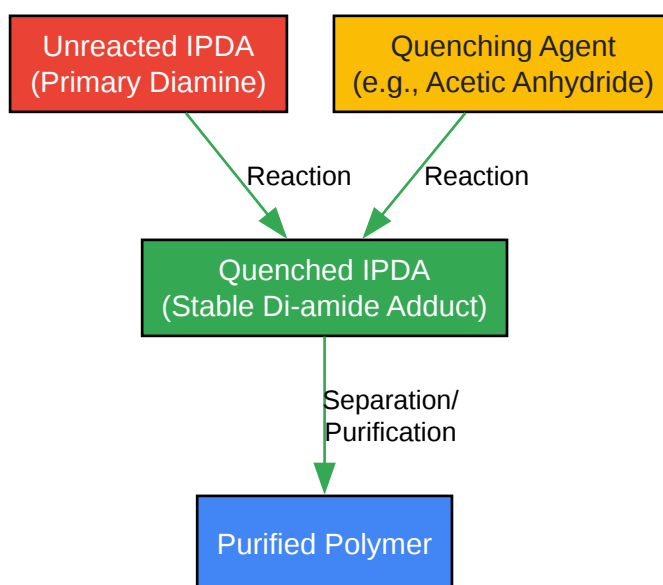 Unreacted IPDA
(Primary Diamine)
Quenching Agent
(e.g., Acetic Anhydride)
Reaction
Reaction
Quenched IPDA
(Stable Di-amide Adduct)
Separation/
Purification
Purified Polymer